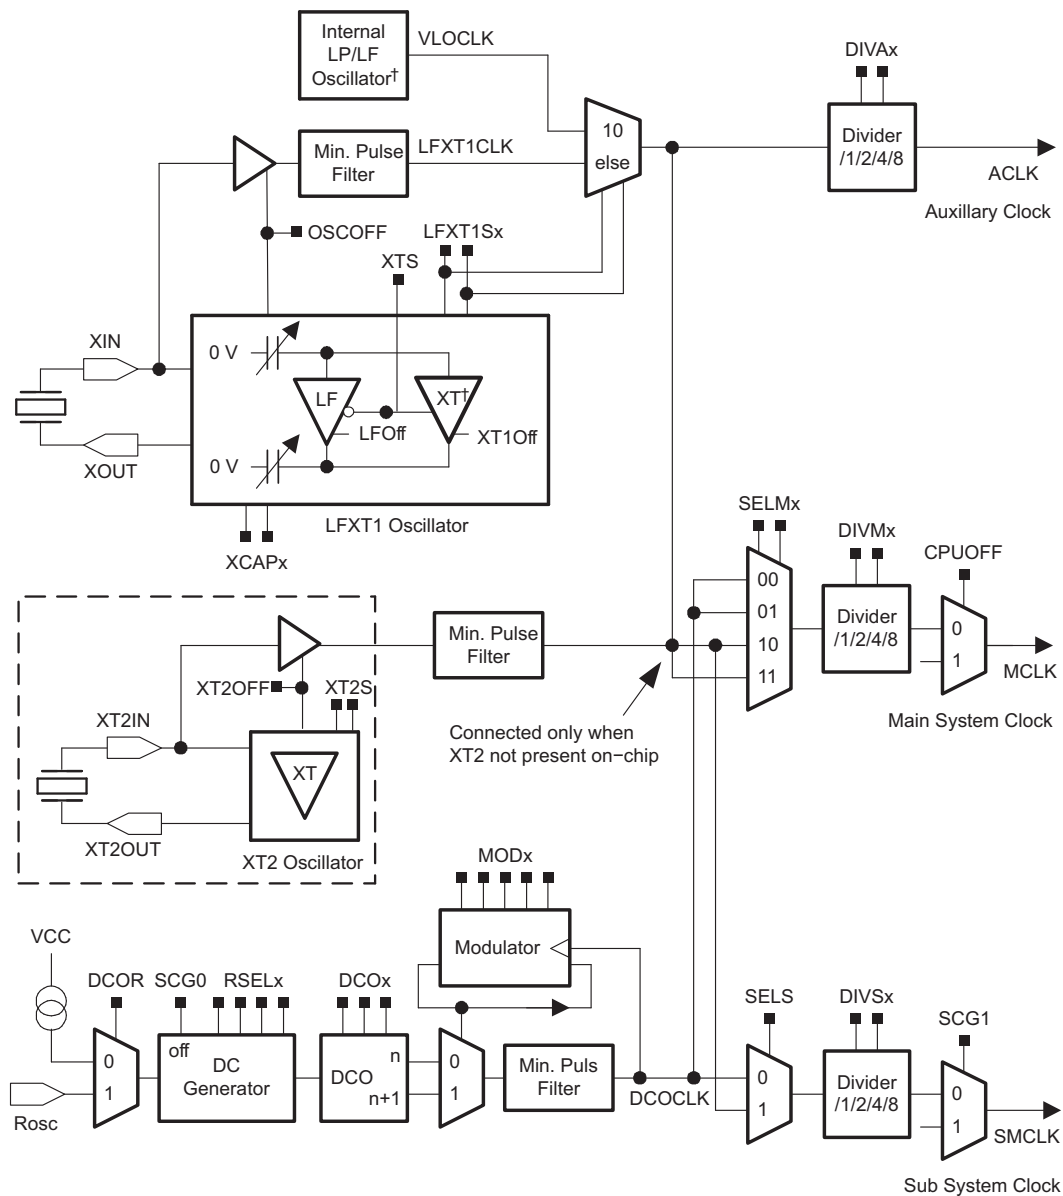 Internal
LP/LF
Oscillator†
VLOCLK
DIVAx
10
else
Divider
/1/2/4/8
Min. Pulse
Filter
LFXT1CLK
ACLK
Auxillary Clock
OSCOFF
LFXT1Sx
XTS
XIN
0 V
LF
XT†
LFOff
XT1Off
0 V
XOUT
LFXT1 Oscillator
XCAPx
SELMx
DIVMx
CPUOFF
00
01
10
11
Divider
/1/2/4/8
0
1
MCLK
Main System Clock
Min. Pulse
Filter
XT2OFF
XT2S
XT2IN
XT
XT2OUT
XT2 Oscillator
Connected only when
XT2 not present on−chip
MODx
Modulator
VCC
DCOR
SCG0
RSELx
DCOx
0
1
off
DC
Generator
n
DCO
n+1
0
1
Min. Puls
Filter
DCOCLK
Rosc
SELS
DIVSx
SCG1
0
1
Divider
/1/2/4/8
0
1
SMCLK
Sub System Clock